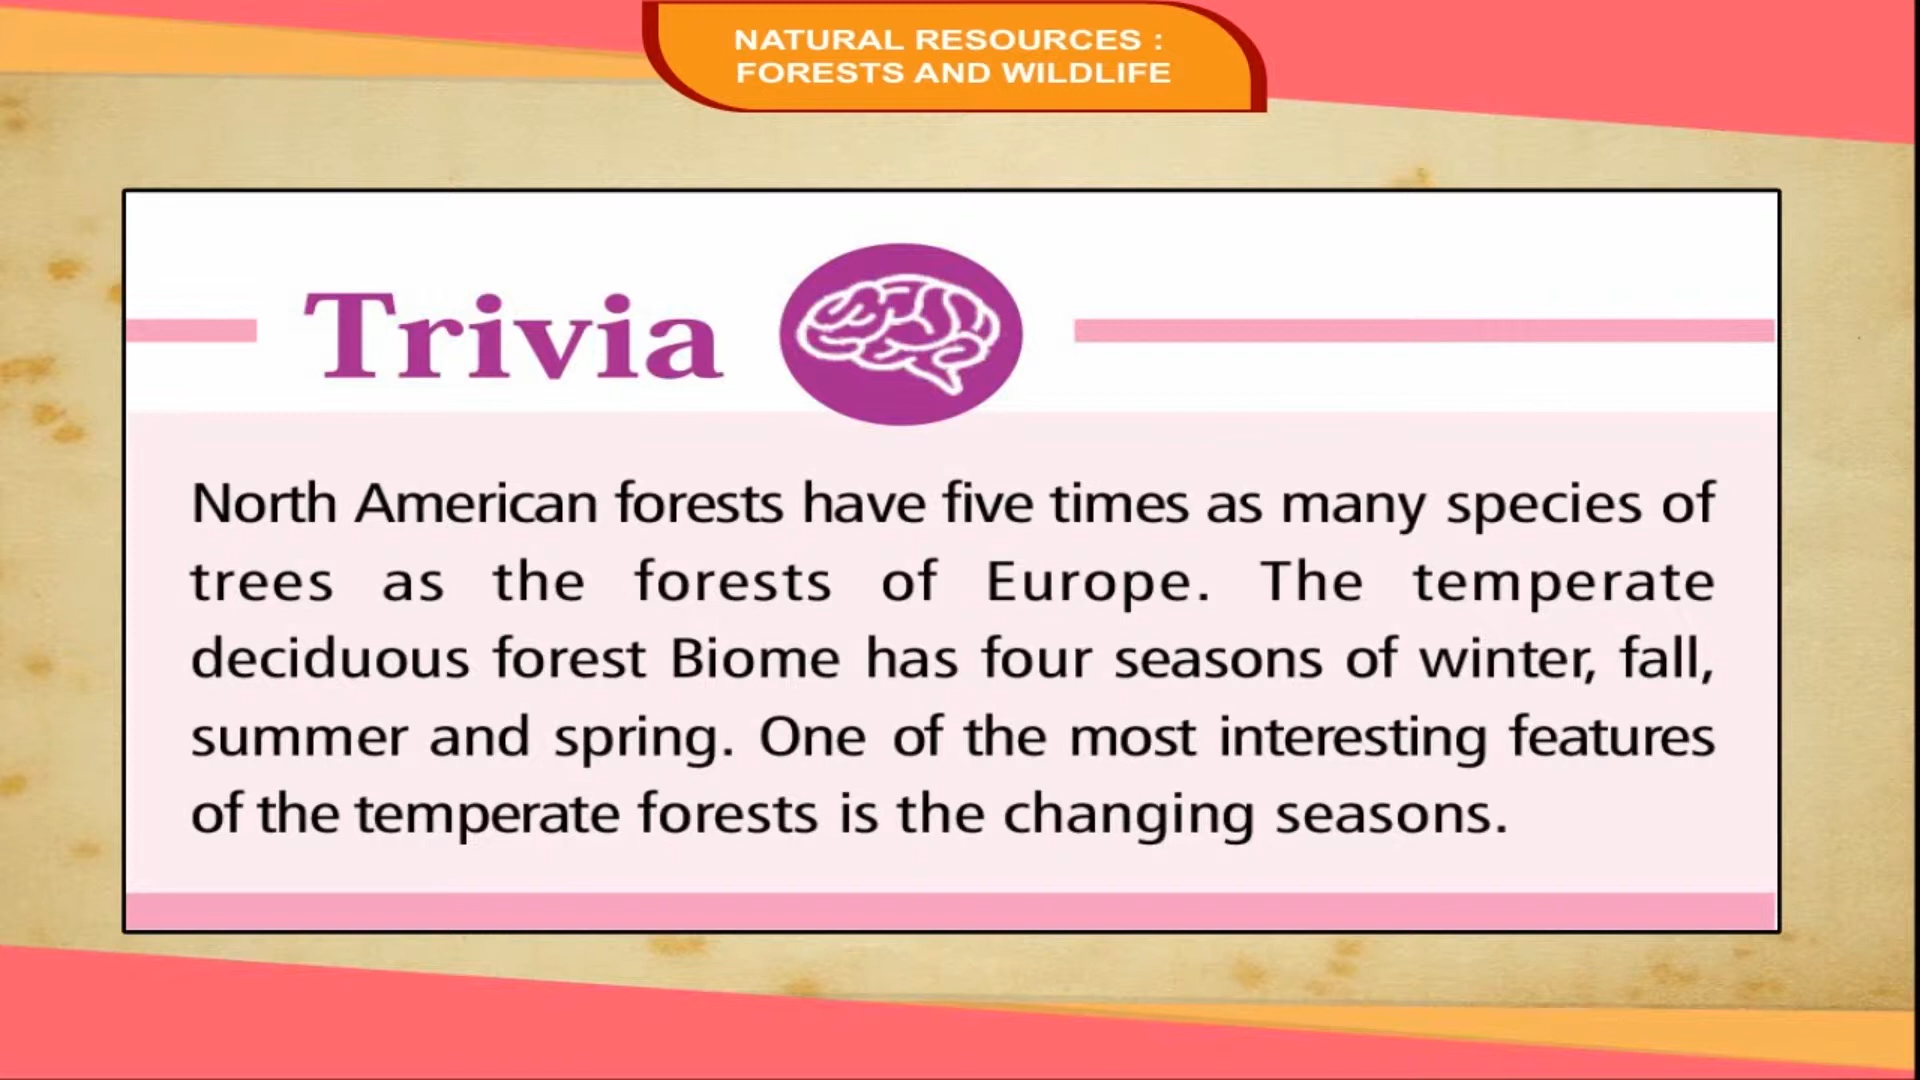 NATURAL RESOURCES :
FORESTS AND WILDLIFE
Trivia
North American forests have five times as many species of
trees as the forests of Europe. The temperate
deciduous forest Biome has four seasons of winter, fall,
summer and spring. One of the most interesting features
of the temperate forests is the changing seasons.